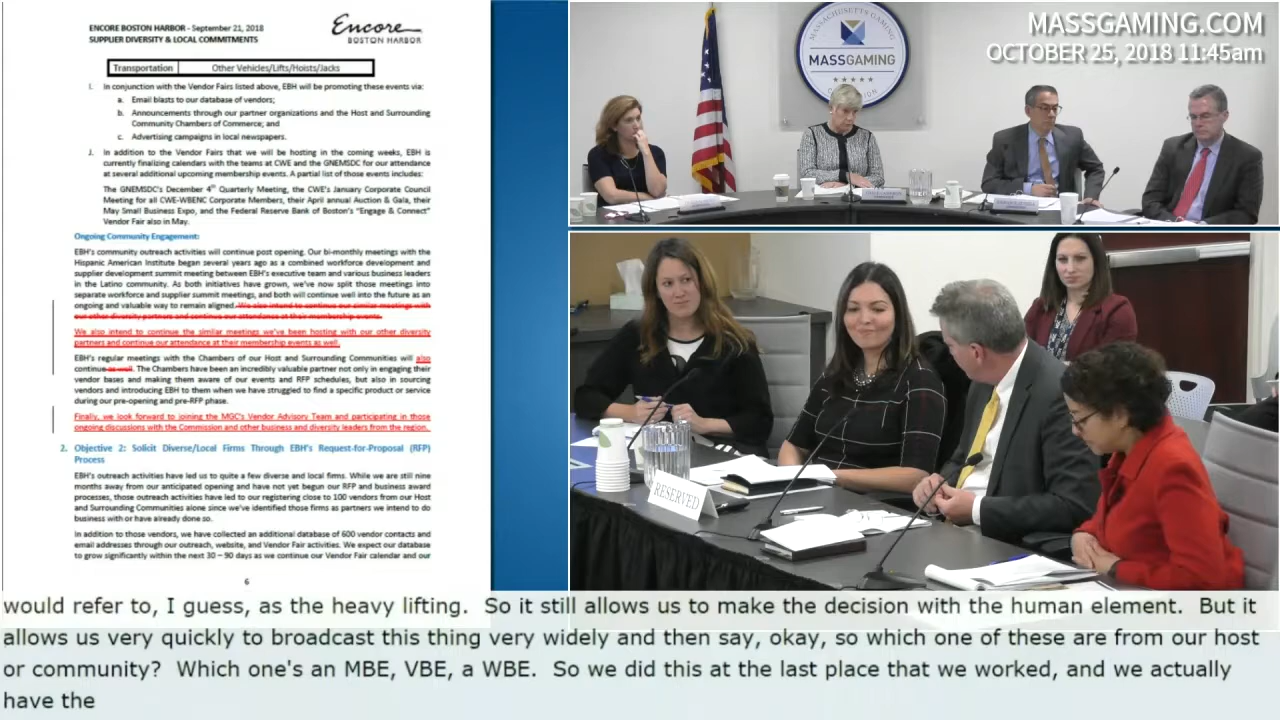 ENCORE BOSTON HARBOR - September 21, 2018
SUPPLIER DIVERSITY & LOCAL COMMITMENTS
Encore
BOSTON HARBOR
Transportation Other Vehicles/Lifts/Hoists/Jacks
I. In conjunction with the Vendor Fairs listed above, EBH will be promoting these events via:
a. Email blasts to our database of vendors;
b. Announcements through our partner organizations and the Host and Surrounding
Community Chambers of Commerce; and
c. Advertising campaigns in local newspapers.
J. In addition to the Vendor Fairs that we will be hosting in the coming weeks, EBH is
currently finalizing calendars with the teams at CWE and the GNEMSDC for our attendance
at several additional upcoming membership events. A partial list of those events includes:
The GNEMSDC's December 4th Quarterly Meeting, the CWE's January Corporate Council
Meeting for all CWE-WBENC Corporate Members, their April annual Auction & Gala, their
May Small Business Expo, and the Federal Reserve Bank of Boston's "Engage & Connect"
Vendor Fair also in May.
Ongoing Community Engagement:
EBH's community outreach activities will continue post opening. Our bi-monthly meetings with the
Hispanic American Institute began several years ago as a combined workforce development and
supplier development summit meeting between EBH's executive team and various business leaders
in the Latino community. As both initiatives have grown, we've now split those meetings into
separate workforce and supplier summit meetings, and both will continue well into the future as an
ongoing and valuable way to remain aligned. We also intend to continue our similar meetings with
our other diversity partners and continue our attendance at their membership events.
We also intend to continue the similar meetings we've been hosting with our other diversity
partners and continue our attendance at their membership events as well.
EBH's regular meetings with the Chambers of our Host and Surrounding Communities will also
continue as well. The Chambers have been an incredibly valuable partner not only in engaging their
vendor bases and making them aware of our events and RFP schedules, but also in sourcing
vendors and introducing EBH to them when we have struggled to find a specific product or service
during our pre-opening and pre-RFP phase.
Finally, we look forward to joining the MGC's Vendor Advisory Team and participating in those
ongoing discussions with the Commission and other business and diversity leaders from the region.
2. Objective 2: Solicit Diverse/Local Firms Through EBH's Request-for-Proposal (RFP)
Process
EBH's outreach activities have led us to quite a few diverse and local firms. While we are still nine
months away from our anticipated opening and have not yet begun our RFP and business award
processes, those outreach activities have led to our registering close to 100 vendors from our Host
and Surrounding Communities alone since we've identified those firms as partners we intend to do
business with or have already done so.
In addition to those vendors, we have collected an additional database of 600 vendor contacts and
email addresses through our outreach, website, and Vendor Fair activities. We expect our database
to grow significantly within the next 30 – 90 days as we continue our Vendor Fair calendar and our
6
MASSACHUSETTS GAMING
MASSGAMING
MASSGAMING.COM
OCTOBER 25, 2018 11:45am
RESERVED
would refer to, I guess, as the heavy lifting. So it still allows us to make the decision with the human element. But it
allows us very quickly to broadcast this thing very widely and then say, okay, so which one of these are from our host
or community? Which one's an MBE, VBE, a WBE. So we did this at the last place that we worked, and we actually
have the